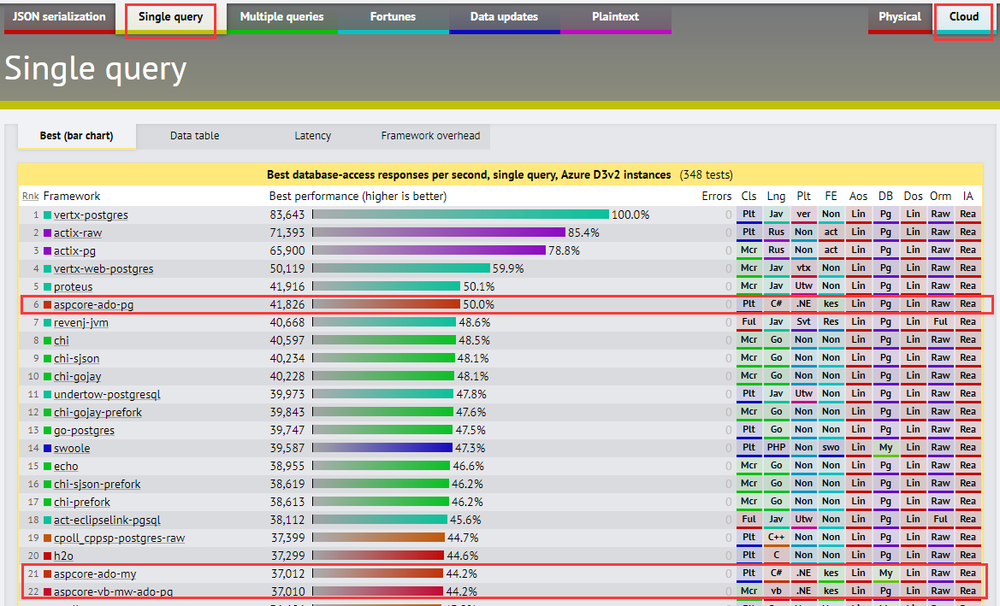 JSON serialization Single query Multiple queries Fortunes Data updates Plaintext Physical Cloud
Single query
Best (bar chart) Data table Latency Framework overhead
Best database-access responses per second, single query, Azure D3v2 instances (348 tests)
Rnk Framework Best performance (higher is better) Errors Cls Lng Plt FE Aos DB Dos Orm IA
1 vertx-postgres 83,643 100.0% 0 Plt Jav ver Non Lin Pg Lin Raw Rea
2 actix-raw 71,393 85.4% 0 Plt Rus Non act Lin Pg Lin Raw Rea
3 actix-pg 65,900 78.8% 0 Mcr Rus Non act Lin Pg Lin Raw Rea
4 vertx-web-postgres 50,119 59.9% 0 Mcr Jav vtx Non Lin Pg Lin Raw Rea
5 proteus 41,916 50.1% 0 Mcr Jav Utw Non Lin Pg Lin Raw Rea
6 aspcore-ado-pg 41,826 50.0% 0 Plt C# .NE kes Lin Pg Lin Raw Rea
7 revenj-jvm 40,668 48.6% 0 Ful Jav Svt Res Lin Pg Lin Ful Rea
8 chi 40,597 48.5% 0 Mcr Go Non Non Lin Pg Lin Raw Rea
9 chi-sjson 40,234 48.1% 0 Mcr Go Non Non Lin Pg Lin Raw Rea
10 chi-gojay 40,228 48.1% 0 Mcr Go Non Non Lin Pg Lin Raw Rea
11 undertow-postgresql 39,973 47.8% 0 Plt Jav Utw Non Lin Pg Lin Raw Rea
12 chi-gojay-prefork 39,843 47.6% 0 Mcr Go Non Non Lin Pg Lin Raw Rea
13 go-postgres 39,747 47.5% 0 Plt Go Non Non Lin Pg Lin Raw Rea
14 swoole 39,587 47.3% 0 Plt PHP Non swo Lin My Lin Raw Rea
15 echo 38,955 46.6% 0 Mcr Go Non Non Lin Pg Lin Raw Rea
16 chi-sjson-prefork 38,619 46.2% 0 Mcr Go Non Non Lin Pg Lin Raw Rea
17 chi-prefork 38,613 46.2% 0 Mcr Go Non Non Lin Pg Lin Raw Rea
18 act-eclipselink-pgsql 38,112 45.6% 0 Ful Jav Utw Non Lin Pg Lin Ful Rea
19 cpoll_cppsp-postgres-raw 37,399 44.7% 0 Plt C++ Non Non Lin Pg Lin Raw Rea
20 h2o 37,299 44.6% 0 Plt C Non Non Lin Pg Lin Raw Rea
21 aspcore-ado-my 37,012 44.2% 0 Plt C# .NE kes Lin My Lin Raw Rea
22 aspcore-vb-mw-ado-pg 37,010 44.2% 0 Mcr vb .NE kes Lin Pg Lin Raw Rea